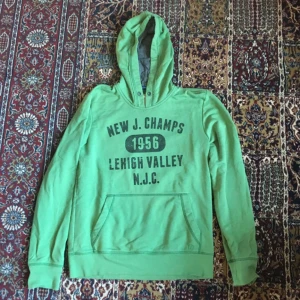 NEW J. CHAMPS
1956
LEHIGH VALLEY
N.J.C.